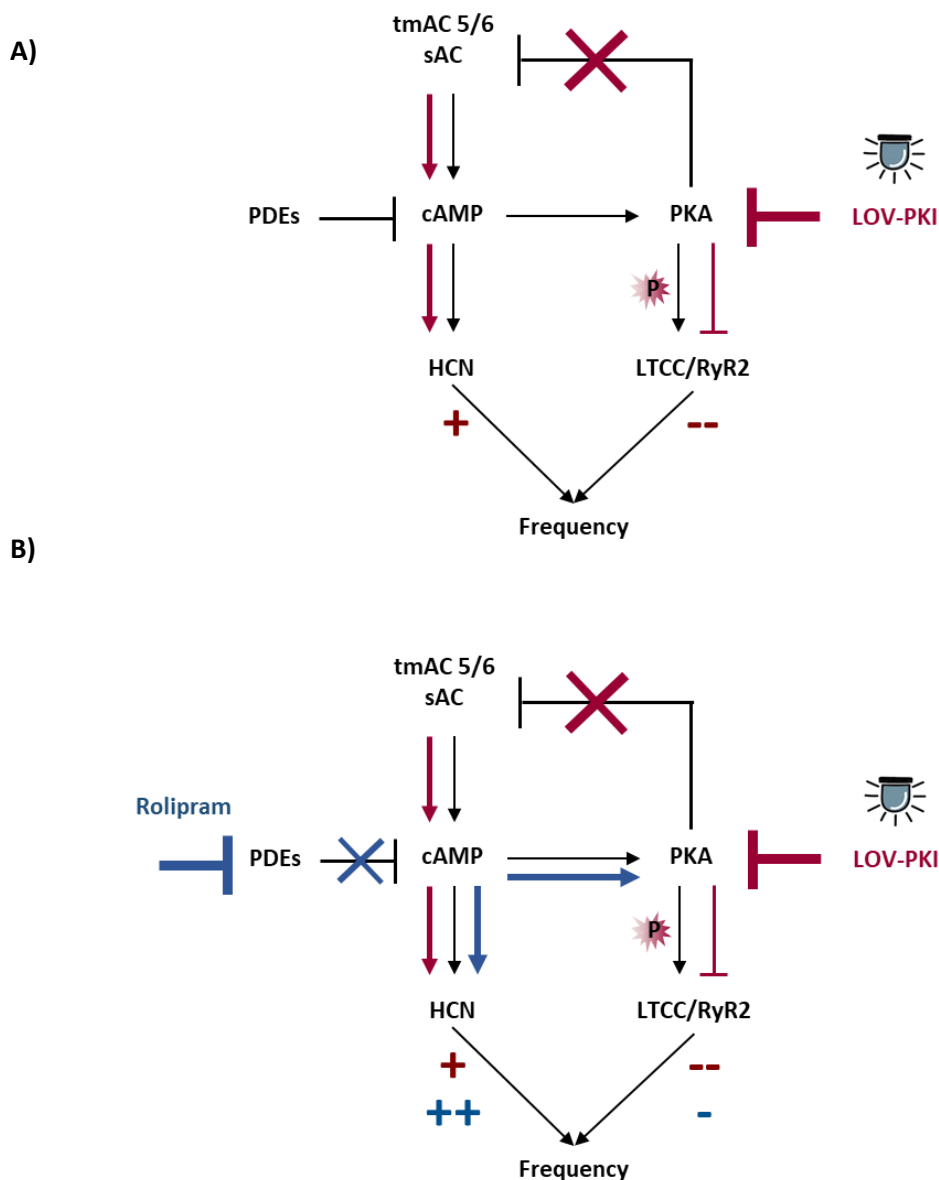 A)
tmAC 5/6
sAC
PDEs
cAMP
PKA
LOV-PKI
P
HCN
LTCC/RyR2
+
--
Frequency
B)
tmAC 5/6
sAC
Rolipram
PDEs
cAMP
PKA
LOV-PKI
P
HCN
LTCC/RyR2
+
--
++
-
Frequency